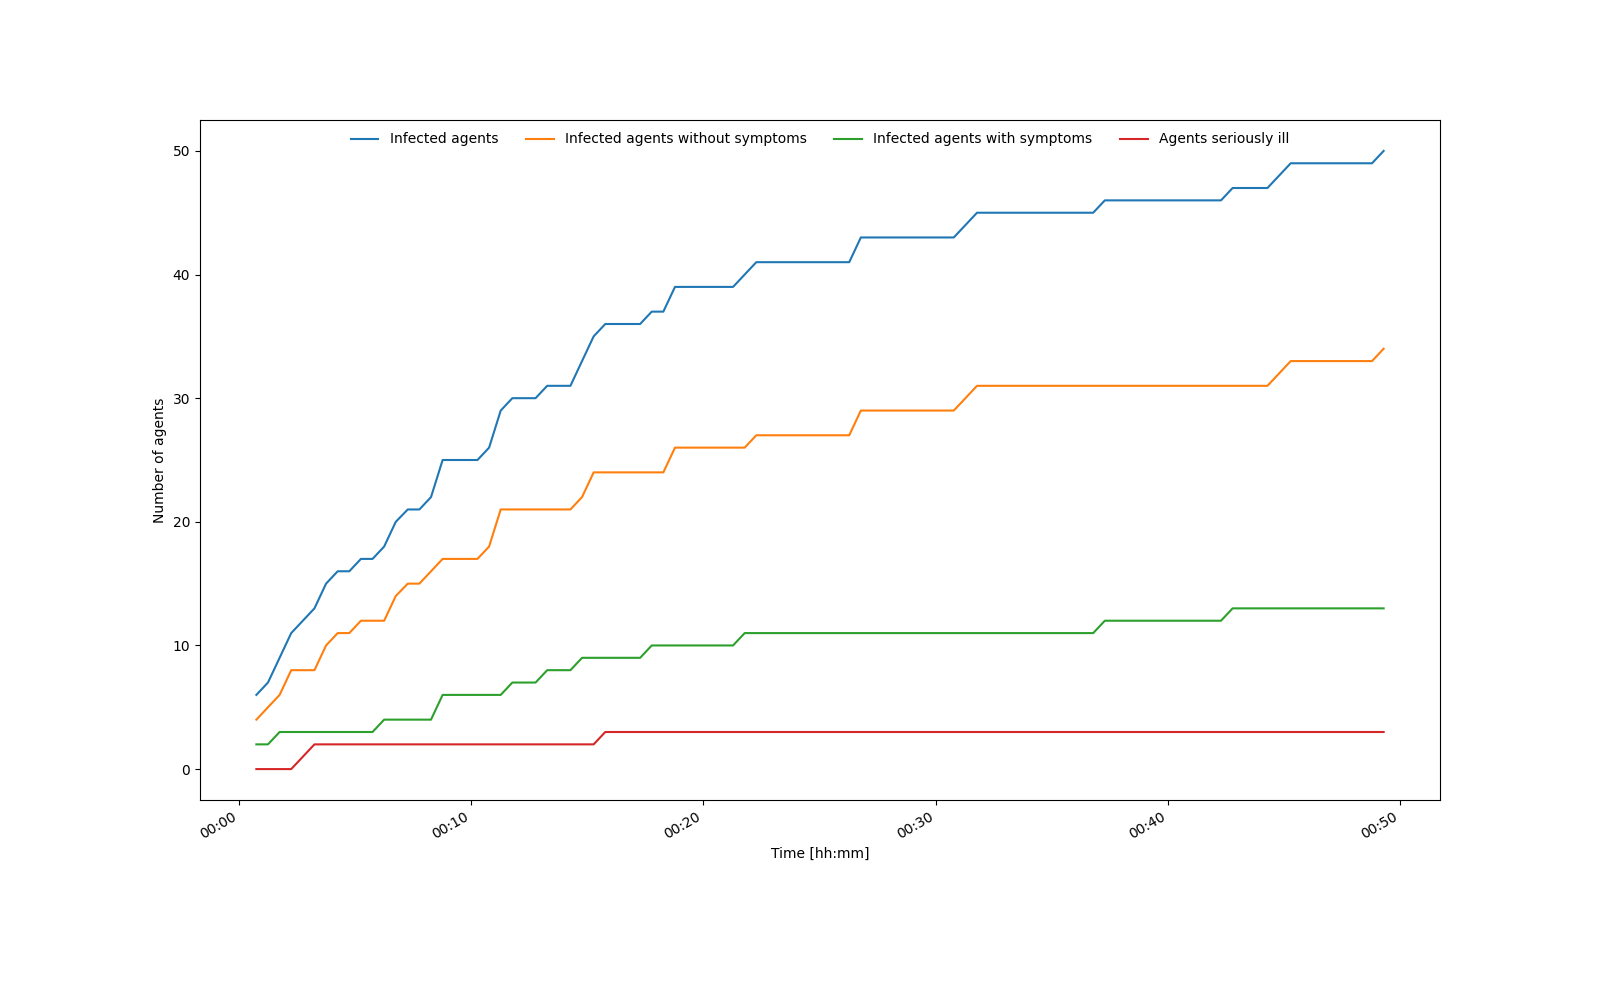 Infected agents Infected agents without symptoms Infected agents with symptoms Agents seriously ill
50
40
30
20
10
0
Number of agents
00:00 00:10 00:20 00:30 00:40 00:50
Time [hh:mm]